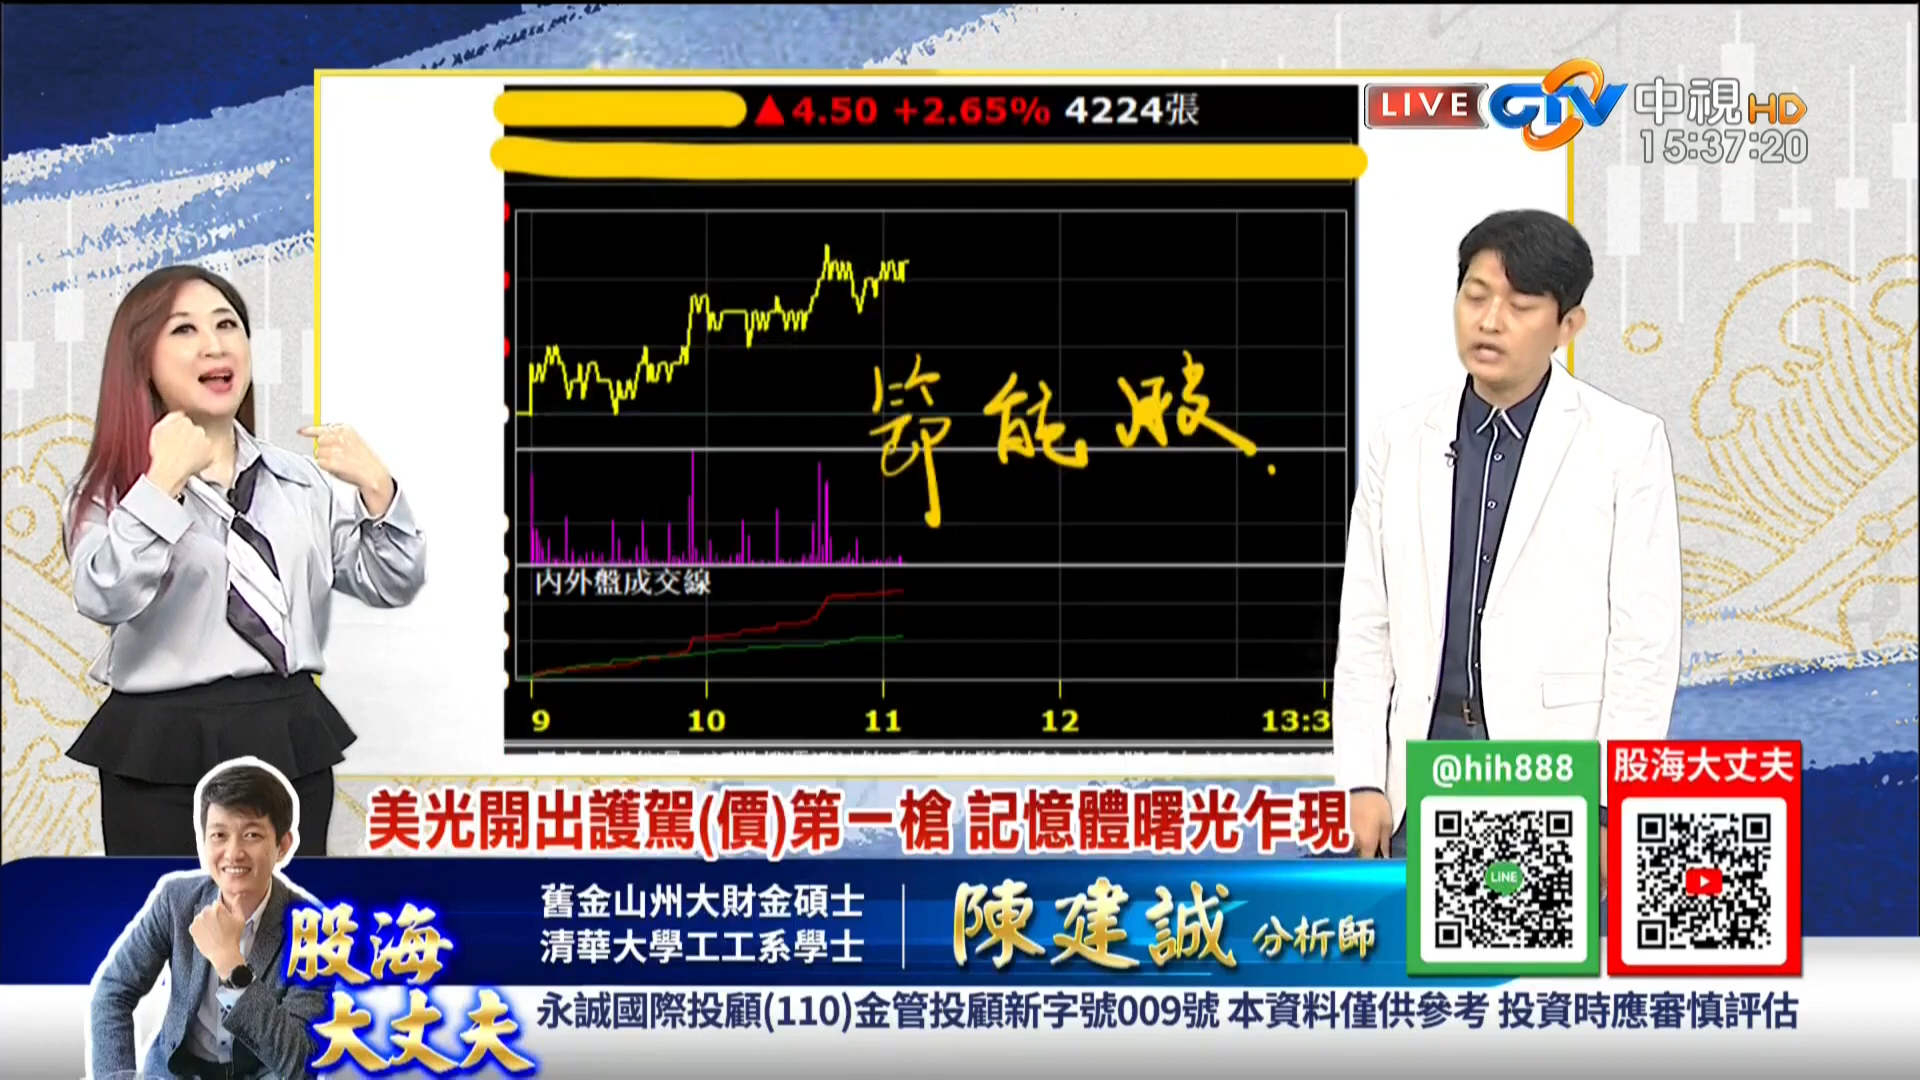 ▲4.50 +2.65% 4224張
LIVE
CTV 中視HD
15:37:20
節能股.
內外盤成交線
9 10 11 12 13:3
美光開出護駕(價)第一槍 記憶體曙光乍現
@hih888
股海大丈夫
LINE
舊金山州大財金碩士
清華大學工工系學士
陳建誠 分析師
股海
大丈夫
永誠國際投顧(110)金管投顧新字號009號 本資料僅供參考 投資時應審慎評估